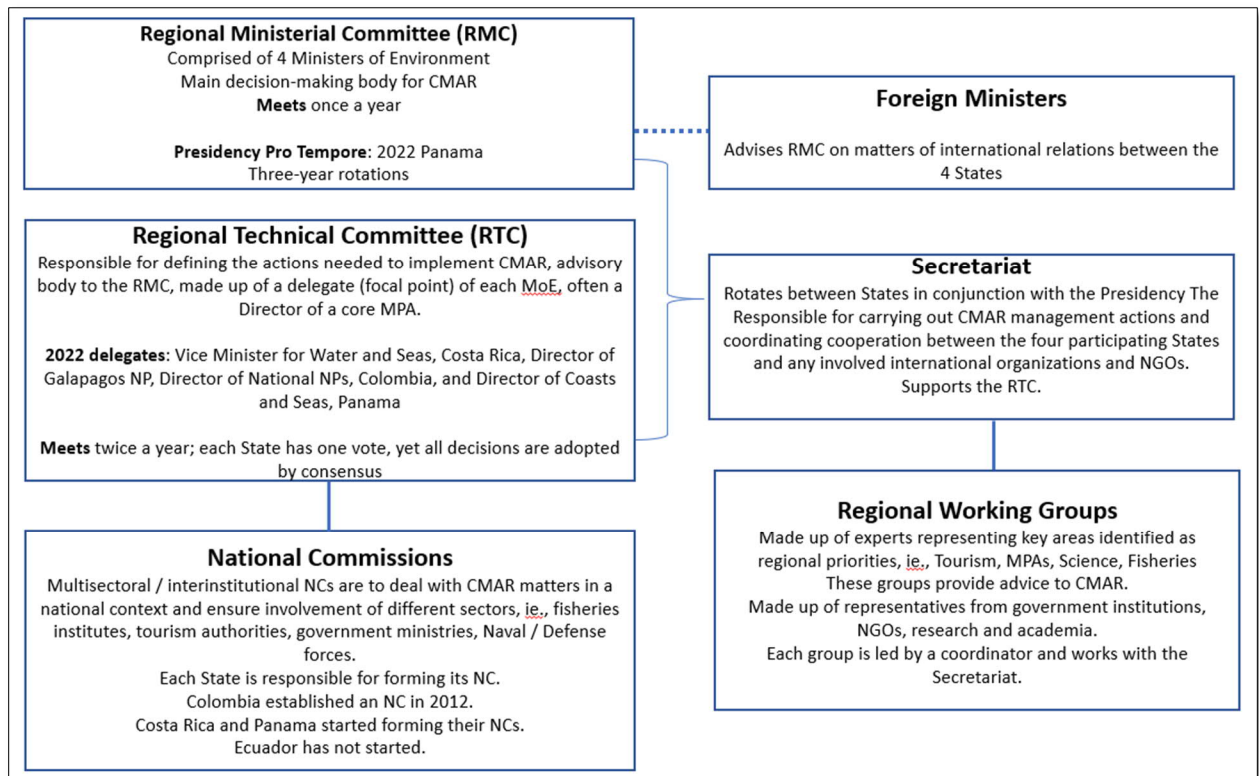 Regional Ministerial Committee (RMC)
Comprised of 4 Ministers of Environment
Main decision-making body for CMAR
Meets once a year
Presidency Pro Tempore: 2022 Panama
Three-year rotations
Foreign Ministers
Advises RMC on matters of international relations between the
4 States
Regional Technical Committee (RTC)
Responsible for defining the actions needed to implement CMAR, advisory
body to the RMC, made up of a delegate (focal point) of each MoE, often a
Director of a core MPA.
2022 delegates: Vice Minister for Water and Seas, Costa Rica, Director of
Galapagos NP, Director of National NPs, Colombia, and Director of Coasts
and Seas, Panama
Meets twice a year; each State has one vote, yet all decisions are adopted
by consensus
Secretariat
Rotates between States in conjunction with the Presidency The
Responsible for carrying out CMAR management actions and
coordinating cooperation between the four participating States
and any involved international organizations and NGOs.
Supports the RTC.
National Commissions
Multisectoral / interinstitutional NCs are to deal with CMAR matters in a
national context and ensure involvement of different sectors, ie., fisheries
institutes, tourism authorities, government ministries, Naval / Defense
forces.
Each State is responsible for forming its NC.
Colombia established an NC in 2012.
Costa Rica and Panama started forming their NCs.
Ecuador has not started.
Regional Working Groups
Made up of experts representing key areas identified as
regional priorities, ie., Tourism, MPAs, Science, Fisheries
These groups provide advice to CMAR.
Made up of representatives from government institutions,
NGOs, research and academia.
Each group is led by a coordinator and works with the
Secretariat.